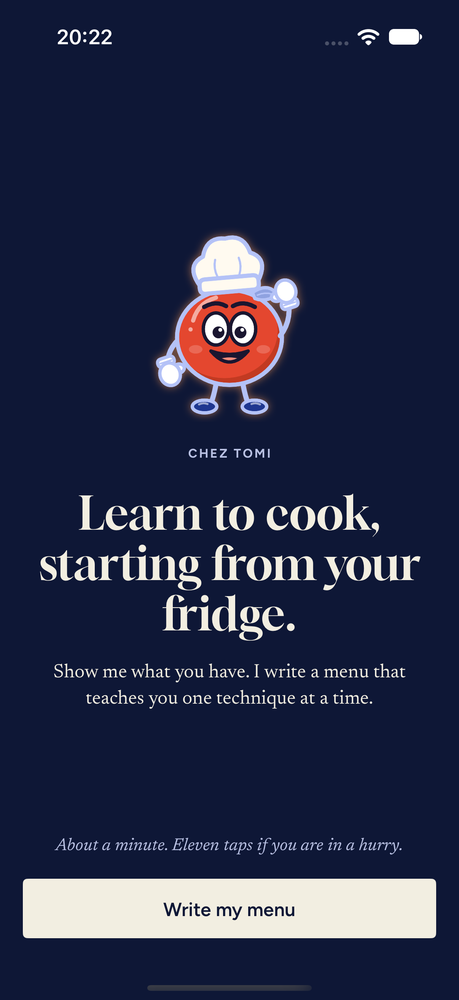 20:22
CHEZ TOMI
Learn to cook,
starting from your
fridge.
Show me what you have. I write a menu that
teaches you one technique at a time.
About a minute. Eleven taps if you are in a hurry.
Write my menu